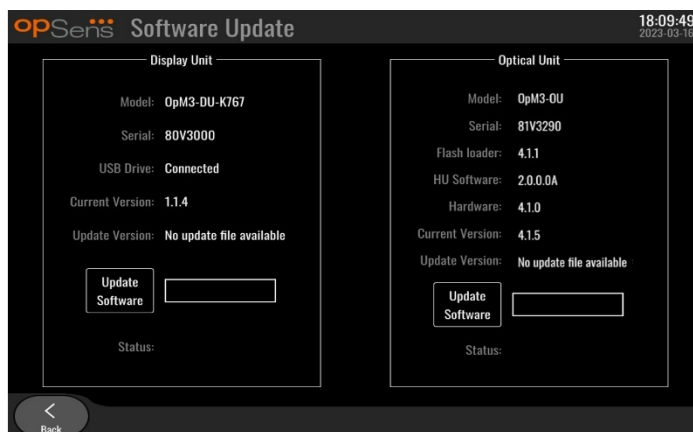 opSens Software Update
18:09:49
2023-03-16
Display Unit
Model: OpM3-DU-K767
Serial: 80V3000
USB Drive: Connected
Current Version: 1.1.4
Update Version: No update file available
Update
Software
Status:
Optical Unit
Model: OpM3-OU
Serial: 81V3290
Flash loader: 4.1.1
HU Software: 2.0.0.0A
Hardware: 4.1.0
Current Version: 4.1.5
Update Version: No update file available
Update
Software
Status:
Back